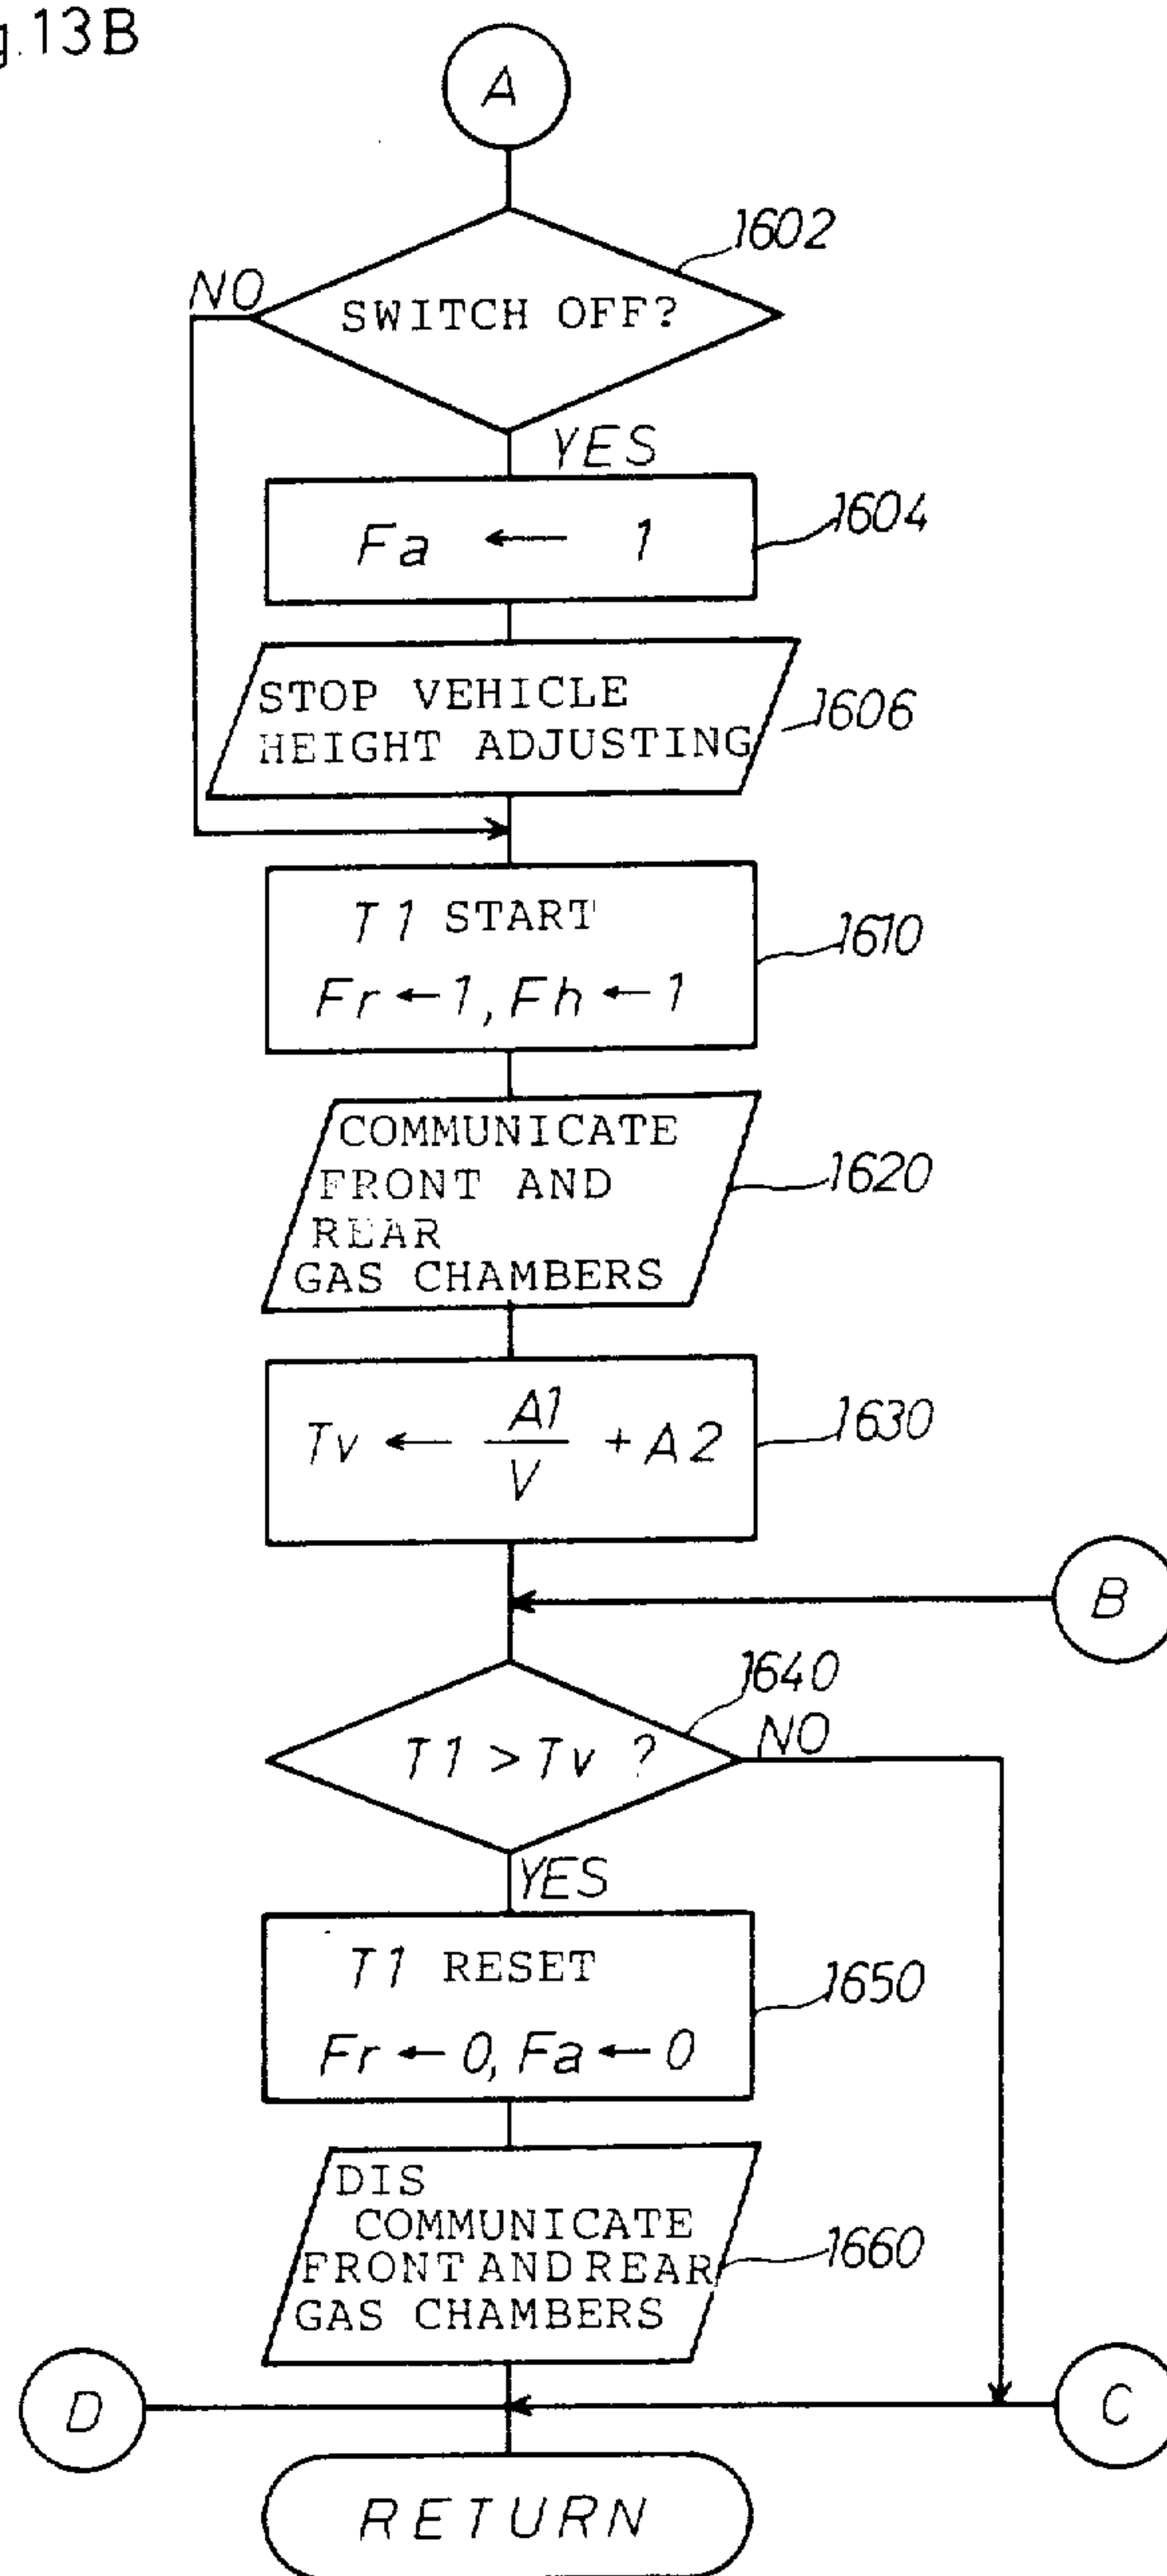 g.13B
A
1602
NO
SWITCH OFF?
YES
1604
Fa ← 1
STOP VEHICLE
HEIGHT ADJUSTING
1606
T1 START
1610
Fr ← 1, Fh ← 1
COMMUNICATE
FRONT AND
REAR
GAS CHAMBERS
1620
Tv ← A1/V + A2
1630
B
1640
T1 > Tv ?
NO
YES
T1 RESET
1650
Fr ← 0, Fa ← 0
DIS
COMMUNICATE
FRONT AND REAR
GAS CHAMBERS
1660
D
C
RETURN